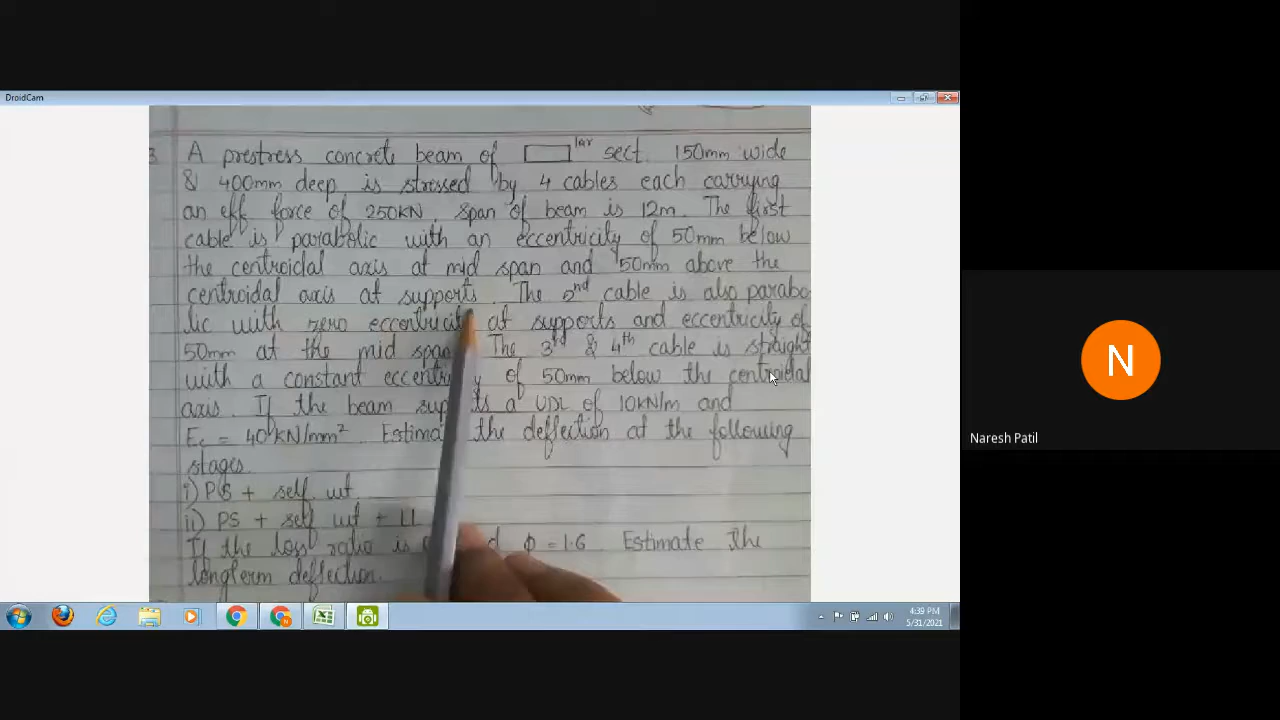 DroidCam
3 A prestress concrete beam of ▭lar sect. 150mm wide
& 400mm deep is stressed by 4 cables each carrying
an eff force of 250KN. Span of beam is 12m. The first
cable is parabolic with an eccentricity of 50mm below
the centroidal axis at mid span and 50mm above the
centroidal axis at supports. The 2nd cable is also parabo
lic with zero eccentricity at supports and eccentricity of
50mm at the mid span. The 3rd & 4th cable is straight
with a constant of 50mm below the centroidal
axis. If the beam a UDL of 10KN/m and
Ec = 40 KN/mm² the deflection at the following
stages.
i) PS + self wt
ii) PS + self wt + LL
If the loss ratio is ϕ = 1.6 Estimate the
longterm deflection.
N
Naresh Patil
4:39 PM
5/31/2021